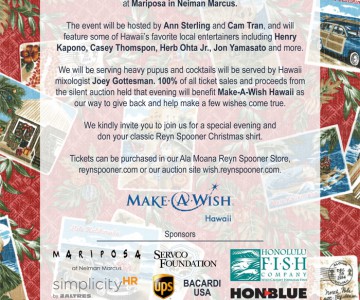 at Mariposa in Neiman Marcus.
The event will be hosted by Ann Sterling and Cam Tran, and will
feature some of Hawaii's favorite local entertainers including Henry
Kapono, Casey Thomspon, Herb Ohta Jr., Jon Yamasato and more.
We will be serving heavy pupus and cocktails will be served by Hawaii
mixologist Joey Gottesman. 100% of all ticket sales and proceeds from
the silent auction held that evening will benefit Make-A-Wish Hawaii as
our way to give back and help make a few wishes come true.
We kindly invite you to join us for a special evening and
don your classic Reyn Spooner Christmas shirt.
Tickets can be purchased in our Ala Moana Reyn Spooner Store,
reynspooner.com or our auction site wish.reynspooner.com.
MAKE-A-WISH
Hawaii
Sponsors
MARIPOSA
at Neiman Marcus
SERVCO
FOUNDATION
HONOLULU
FISH
COMPANY
simplicityHR
BY ALTRES
ups
BACARDI
USA
HONBLUE